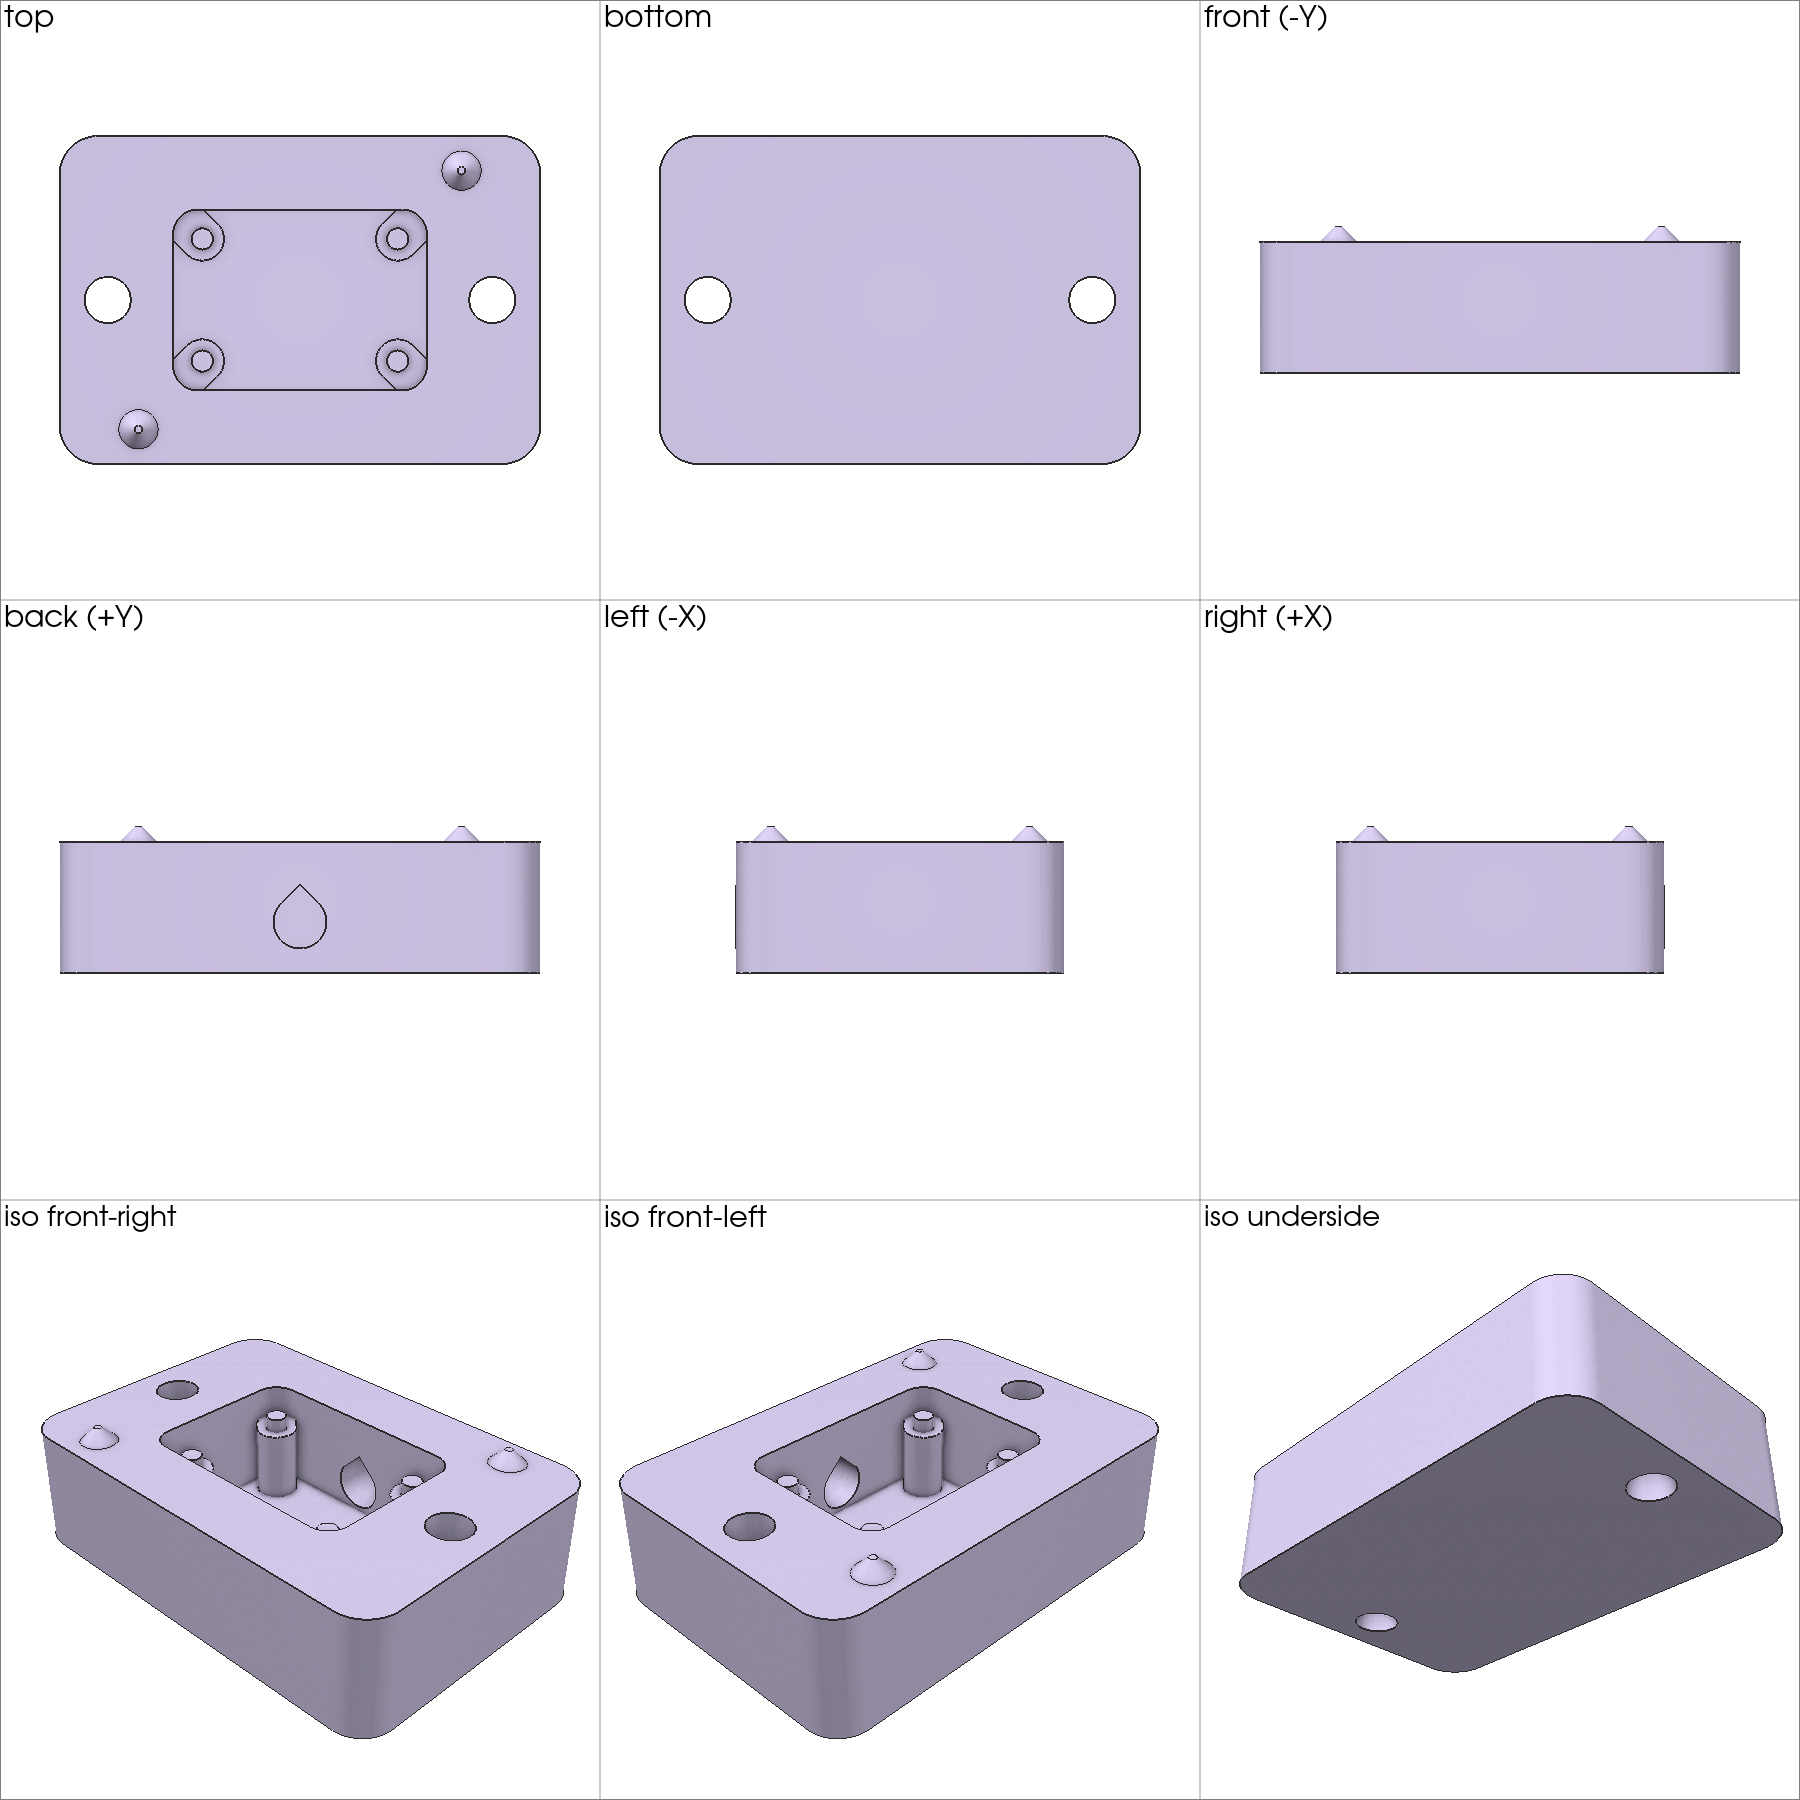 top
bottom
front (-Y)
back (+Y)
left (-X)
right (+X)
iso front-right
iso front-left
iso underside